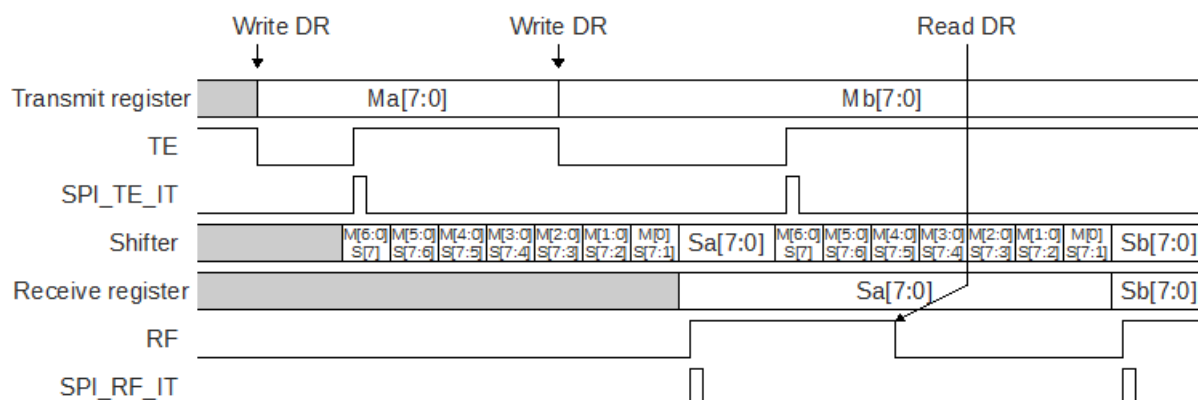 Write DR Write DR Read DR
Transmit register Ma[7:0] Mb[7:0]
TE
SPI_TE_IT
Shifter M[6:0] M[5:0] M[4:0] M[3:0] M[2:0] M[1:0] M[0] Sa[7:0] M[6:0] M[5:0] M[4:0] M[3:0] M[2:0] M[1:0] M[0] Sb[7:0]
S[7] S[7:6] S[7:5] S[7:4] S[7:3] S[7:2] S[7:1] S[7] S[7:6] S[7:5] S[7:4] S[7:3] S[7:2] S[7:1]
Receive register Sa[7:0] Sb[7:0]
RF
SPI_RF_IT